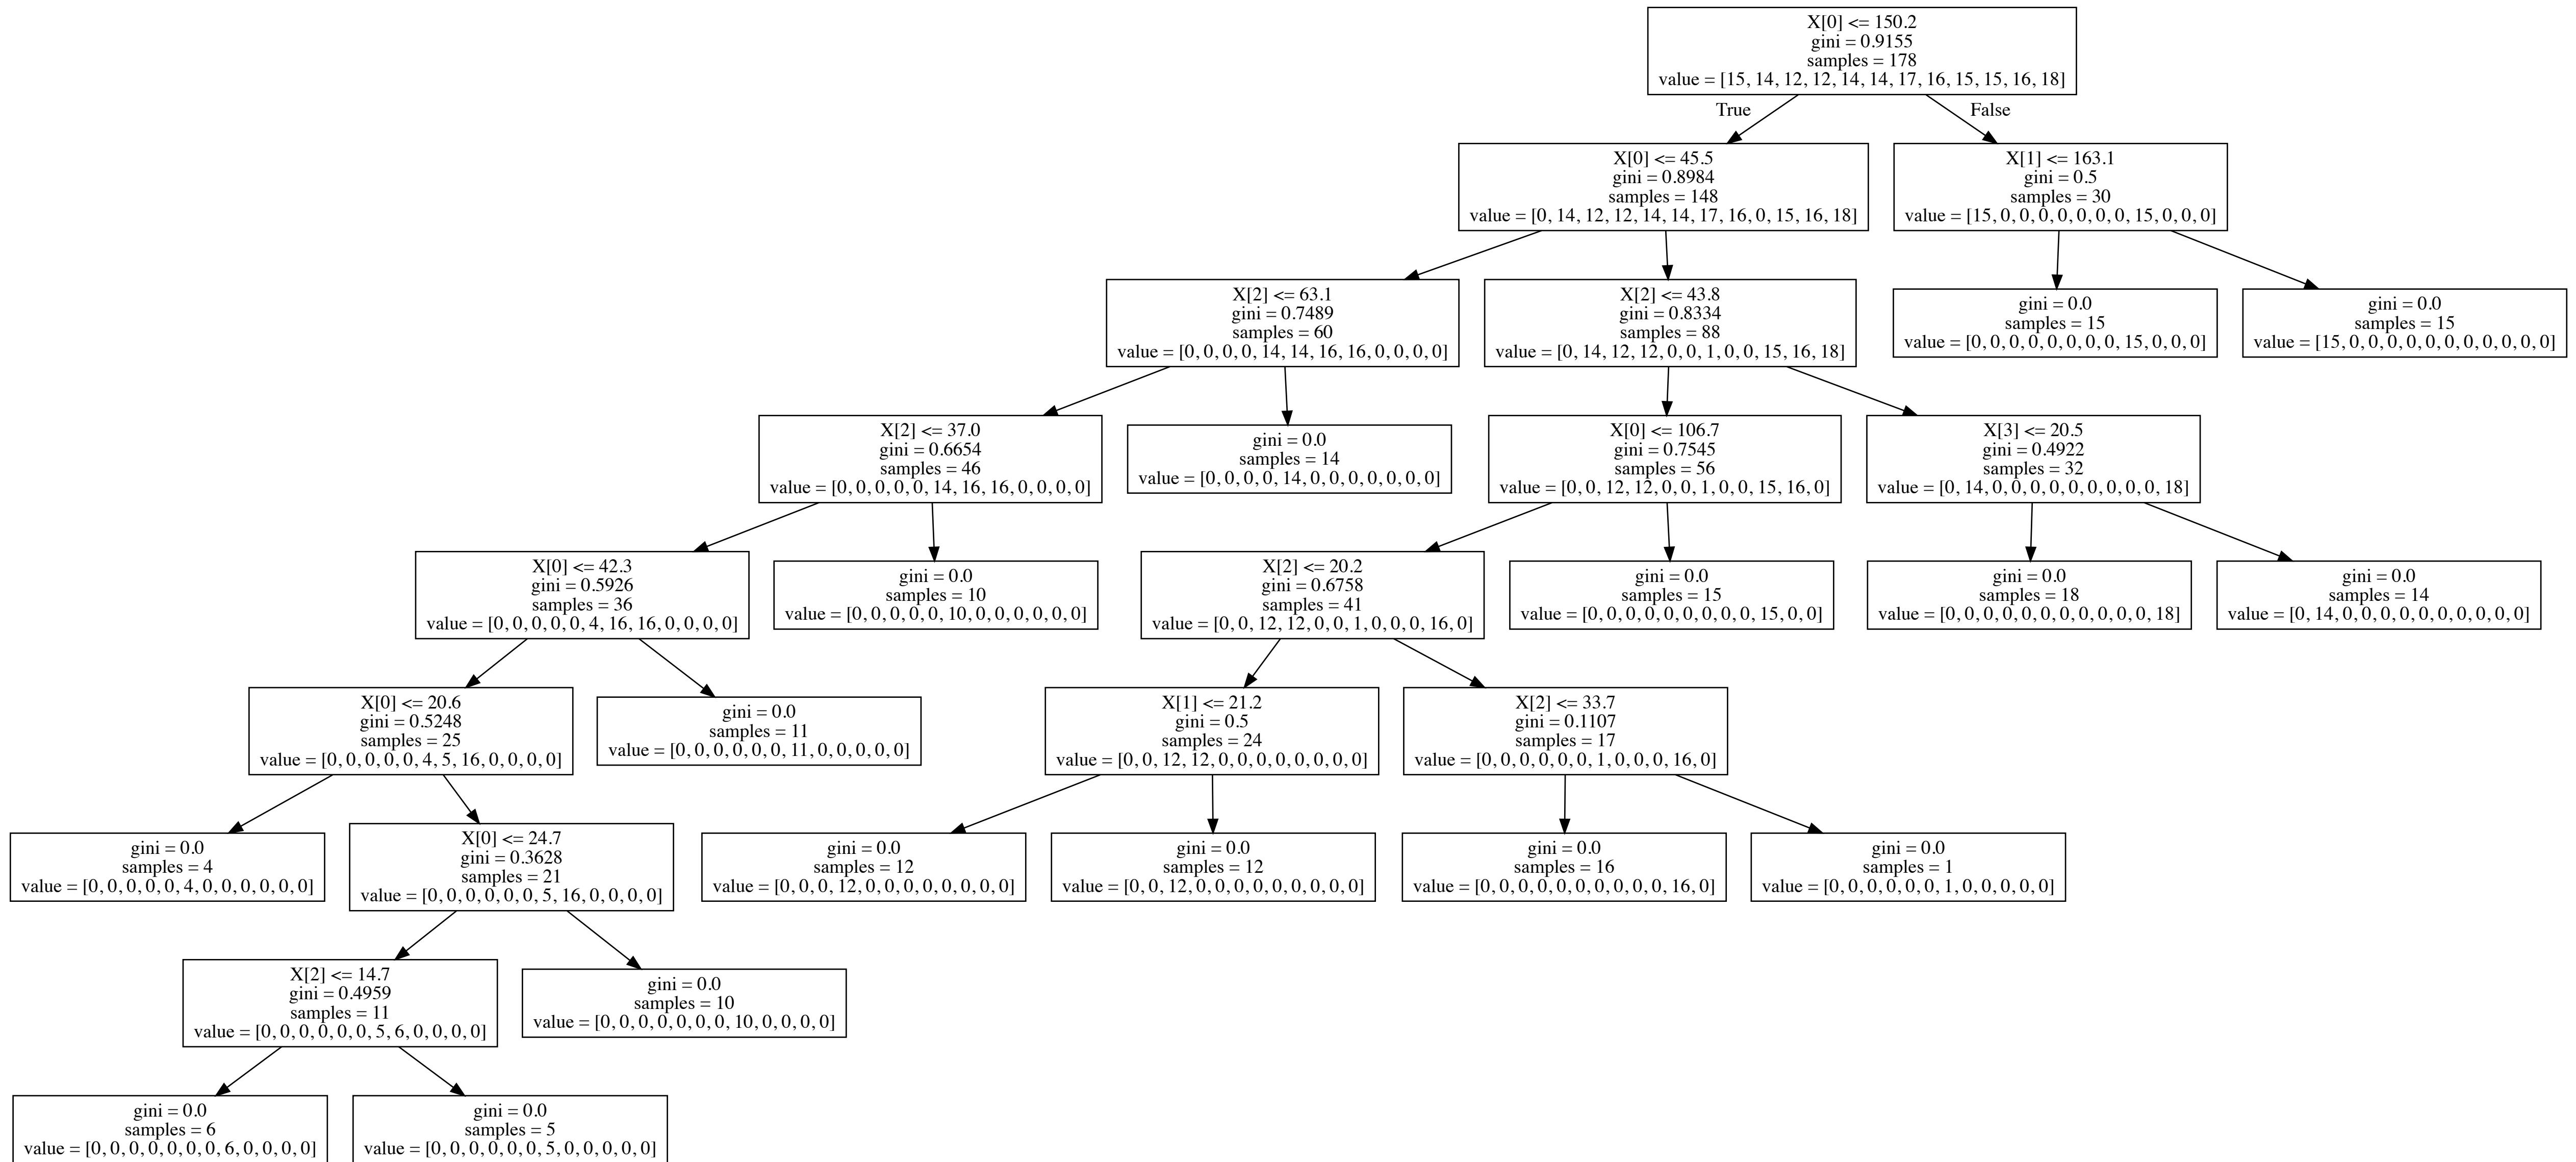 X[0] <= 150.2
gini = 0.9155
samples = 178
value = [15, 14, 12, 12, 14, 14, 17, 16, 15, 15, 16, 18]
True
False
X[0] <= 45.5
gini = 0.8984
samples = 148
value = [0, 14, 12, 12, 14, 14, 17, 16, 0, 15, 16, 18]
X[1] <= 163.1
gini = 0.5
samples = 30
value = [15, 0, 0, 0, 0, 0, 0, 0, 15, 0, 0, 0]
X[2] <= 63.1
gini = 0.7489
samples = 60
value = [0, 0, 0, 0, 14, 14, 16, 16, 0, 0, 0, 0]
X[2] <= 43.8
gini = 0.8334
samples = 88
value = [0, 14, 12, 12, 0, 0, 1, 0, 0, 15, 16, 18]
gini = 0.0
samples = 15
value = [0, 0, 0, 0, 0, 0, 0, 0, 15, 0, 0, 0]
gini = 0.0
samples = 15
value = [15, 0, 0, 0, 0, 0, 0, 0, 0, 0, 0, 0]
X[2] <= 37.0
gini = 0.6654
samples = 46
value = [0, 0, 0, 0, 0, 14, 16, 16, 0, 0, 0, 0]
gini = 0.0
samples = 14
value = [0, 0, 0, 0, 14, 0, 0, 0, 0, 0, 0, 0]
X[0] <= 106.7
gini = 0.7545
samples = 56
value = [0, 0, 12, 12, 0, 0, 1, 0, 0, 15, 16, 0]
X[3] <= 20.5
gini = 0.4922
samples = 32
value = [0, 14, 0, 0, 0, 0, 0, 0, 0, 0, 0, 18]
X[0] <= 42.3
gini = 0.5926
samples = 36
value = [0, 0, 0, 0, 0, 4, 16, 16, 0, 0, 0, 0]
gini = 0.0
samples = 10
value = [0, 0, 0, 0, 0, 10, 0, 0, 0, 0, 0, 0]
X[2] <= 20.2
gini = 0.6758
samples = 41
value = [0, 0, 12, 12, 0, 0, 1, 0, 0, 0, 16, 0]
gini = 0.0
samples = 15
value = [0, 0, 0, 0, 0, 0, 0, 0, 0, 15, 0, 0]
gini = 0.0
samples = 18
value = [0, 0, 0, 0, 0, 0, 0, 0, 0, 0, 0, 18]
gini = 0.0
samples = 14
value = [0, 14, 0, 0, 0, 0, 0, 0, 0, 0, 0, 0]
X[0] <= 20.6
gini = 0.5248
samples = 25
value = [0, 0, 0, 0, 0, 4, 5, 16, 0, 0, 0, 0]
gini = 0.0
samples = 11
value = [0, 0, 0, 0, 0, 0, 11, 0, 0, 0, 0, 0]
X[1] <= 21.2
gini = 0.5
samples = 24
value = [0, 0, 12, 12, 0, 0, 0, 0, 0, 0, 0, 0]
X[2] <= 33.7
gini = 0.1107
samples = 17
value = [0, 0, 0, 0, 0, 0, 1, 0, 0, 0, 16, 0]
gini = 0.0
samples = 4
value = [0, 0, 0, 0, 0, 4, 0, 0, 0, 0, 0, 0]
X[0] <= 24.7
gini = 0.3628
samples = 21
value = [0, 0, 0, 0, 0, 0, 5, 16, 0, 0, 0, 0]
gini = 0.0
samples = 12
value = [0, 0, 0, 12, 0, 0, 0, 0, 0, 0, 0, 0]
gini = 0.0
samples = 12
value = [0, 0, 12, 0, 0, 0, 0, 0, 0, 0, 0, 0]
gini = 0.0
samples = 16
value = [0, 0, 0, 0, 0, 0, 0, 0, 0, 0, 16, 0]
gini = 0.0
samples = 1
value = [0, 0, 0, 0, 0, 0, 1, 0, 0, 0, 0, 0]
X[2] <= 14.7
gini = 0.4959
samples = 11
value = [0, 0, 0, 0, 0, 0, 5, 6, 0, 0, 0, 0]
gini = 0.0
samples = 10
value = [0, 0, 0, 0, 0, 0, 0, 10, 0, 0, 0, 0]
gini = 0.0
samples = 6
value = [0, 0, 0, 0, 0, 0, 0, 6, 0, 0, 0, 0]
gini = 0.0
samples = 5
value = [0, 0, 0, 0, 0, 0, 5, 0, 0, 0, 0, 0]